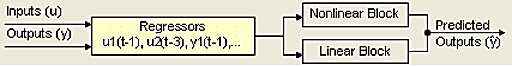 Inputs (u)
Outputs (y)
Regressors
u1(t-1), u2(t-3), y1(t-1),...
Nonlinear Block
Linear Block
Predicted
Outputs (ŷ)